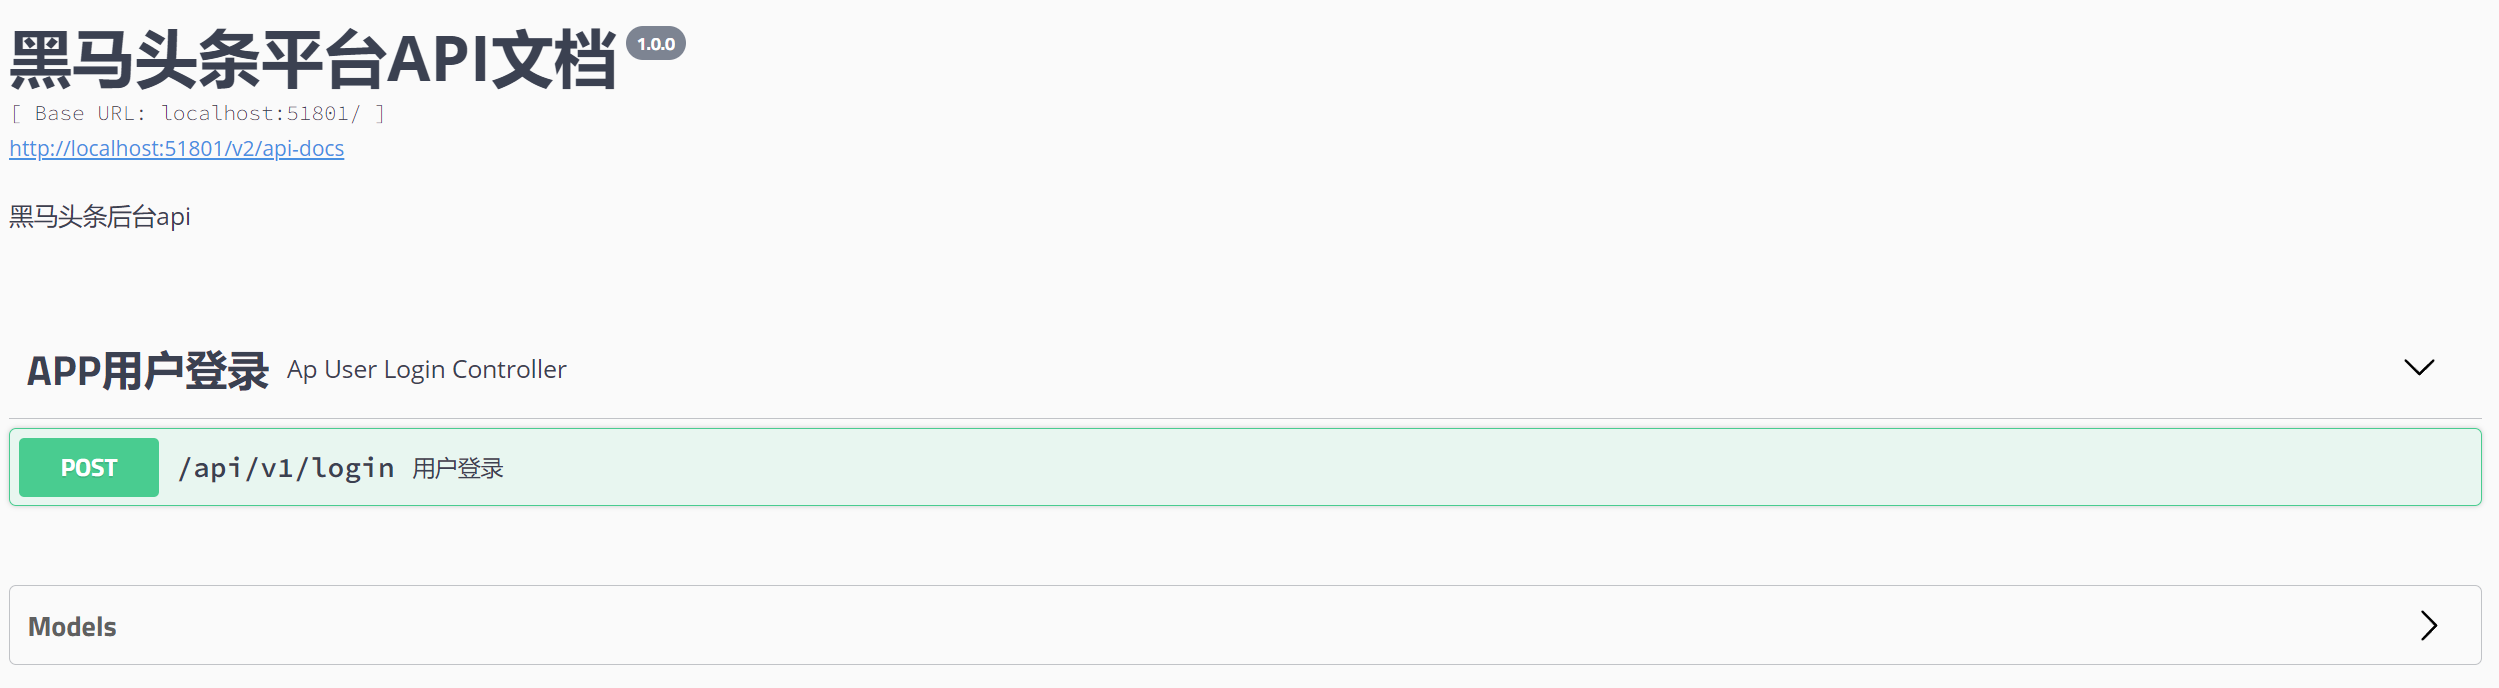 黑马头条平台API文档 1.0.0
[ Base URL: localhost:51801/ ]
http://localhost:51801/v2/api-docs
黑马头条后台api
APP用户登录 Ap User Login Controller
POST /api/v1/login 用户登录
Models